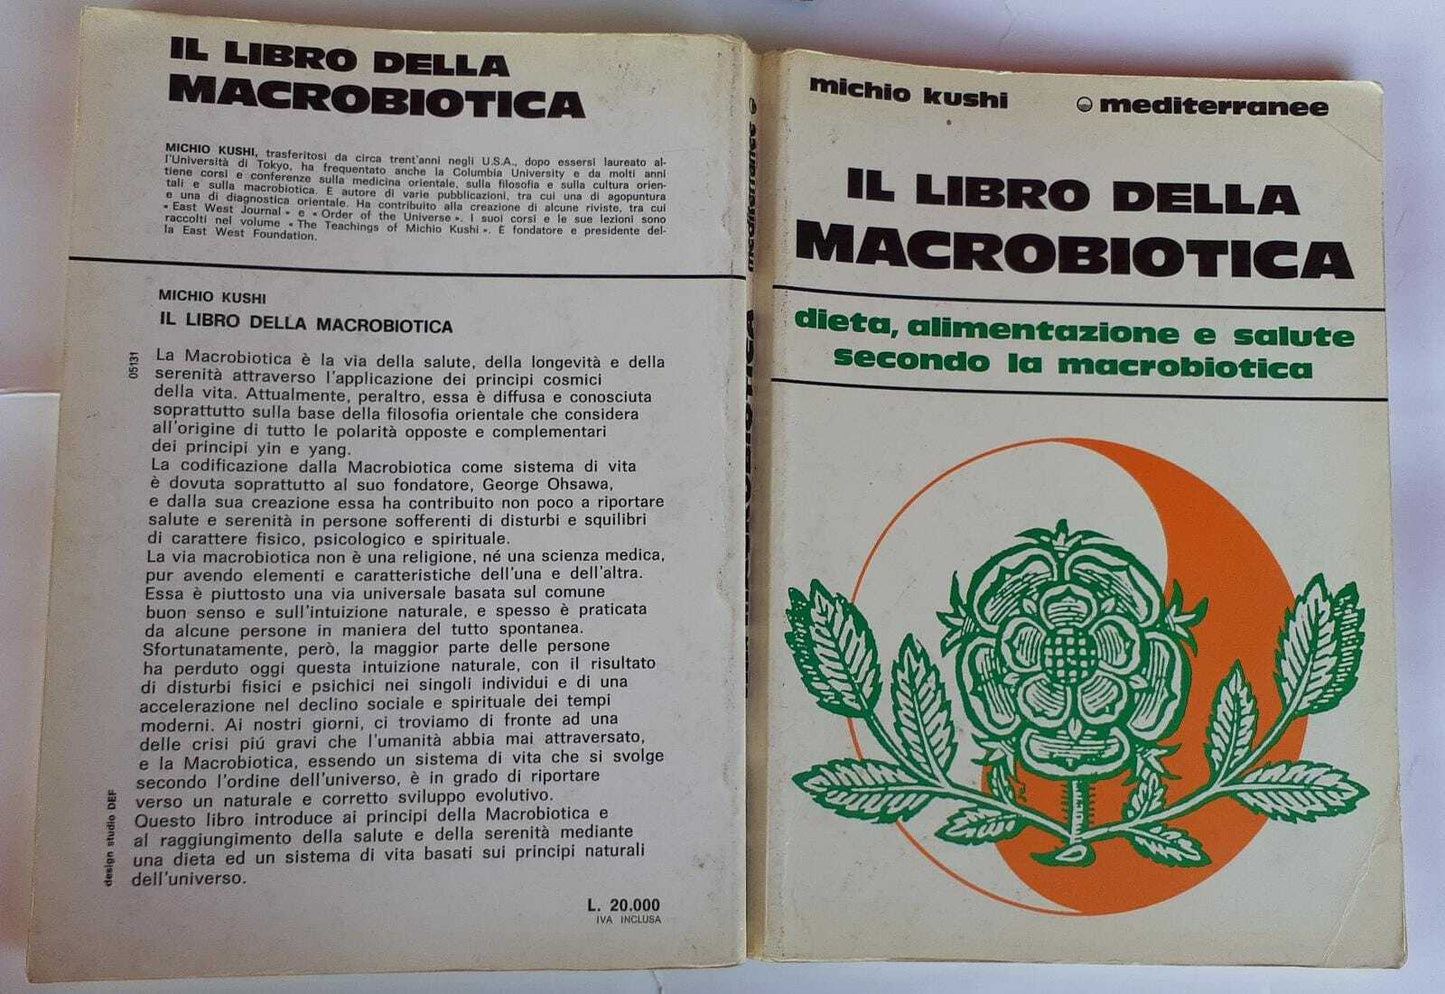 IL LIBRO DELLA
MACROBIOTICA
MICHIO KUSHI, trasferitosi da circa trent'anni negli U.S.A., dopo essersi laureato al-
l'Università di Tokyo, ha frequentato anche la Columbia University e da molti anni
tiene corsi e conferenze sulla medicina orientale, sulla filosofia e sulla cultura orien-
tali e sulla macrobiotica. È autore di varie pubblicazioni, tra cui una di agopuntura
e una di diagnostica orientale. Ha contribuito alla creazione di alcune riviste, tra cui
« East West Journal » e « Order of the Universe ». I suoi corsi e le sue lezioni sono
raccolti nel volume « The Teachings of Michio Kushi ». È fondatore e presidente del-
la East West Foundation.
MICHIO KUSHI
IL LIBRO DELLA MACROBIOTICA
05131
La Macrobiotica è la via della salute, della longevità e della
serenità attraverso l'applicazione dei principi cosmici
della vita. Attualmente, peraltro, essa è diffusa e conosciuta
soprattutto sulla base della filosofia orientale che considera
all'origine di tutto le polarità opposte e complementari
dei principi yin e yang.
La codificazione dalla Macrobiotica come sistema di vita
è dovuta soprattutto al suo fondatore, George Ohsawa,
e dalla sua creazione essa ha contribuito non poco a riportare
salute e serenità in persone sofferenti di disturbi e squilibri
di carattere fisico, psicologico e spirituale.
La via macrobiotica non è una religione, né una scienza medica,
pur avendo elementi e caratteristiche dell'una e dell'altra.
Essa è piuttosto una via universale basata sul comune
buon senso e sull'intuizione naturale, e spesso è praticata
da alcune persone in maniera del tutto spontanea.
Sfortunatamente, però, la maggior parte delle persone
ha perduto oggi questa intuizione naturale, con il risultato
di disturbi fisici e psichici nei singoli individui e di una
accelerazione nel declino sociale e spirituale dei tempi
moderni. Ai nostri giorni, ci troviamo di fronte ad una
delle crisi piú gravi che l'umanità abbia mai attraversato,
e la Macrobiotica, essendo un sistema di vita che si svolge
secondo l'ordine dell'universo, è in grado di riportare
verso un naturale e corretto sviluppo evolutivo.
Questo libro introduce ai principi della Macrobiotica e
al raggiungimento della salute e della serenità mediante
una dieta ed un sistema di vita basati sui principi naturali
dell'universo.
design studio DEF
L. 20.000
IVA INCLUSA
mediterranee
michio kushi
mediterranee
IL LIBRO DELLA
MACROBIOTICA
dieta, alimentazione e salute
secondo la macrobiotica